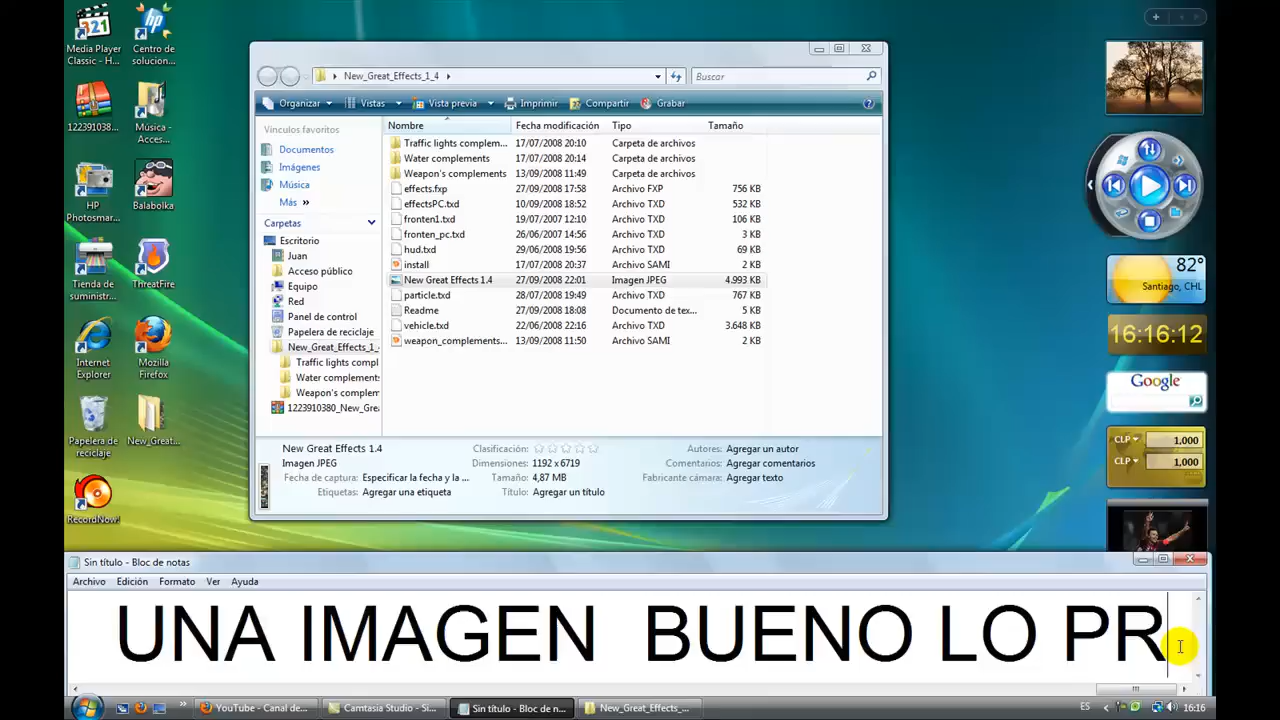 Media Player
Classic - H...
Centro de
solucion...
122391038...
Música -
Acces...
HP
Photosmar...
Balabolka
Tienda de
suministr...
ThreatFire
Internet
Explorer
Mozilla
Firefox
Papelera de
reciclaje
New_Great...
RecordNow!
New_Great_Effects_1_4
Buscar
Organizar
Vistas
Vista previa
Imprimir
Compartir
Grabar
Vínculos favoritos
Documentos
Imágenes
Música
Más »
Carpetas
Escritorio
Juan
Acceso público
Equipo
Red
Panel de control
Papelera de reciclaje
New_Great_Effects_1_
Traffic lights compl
Water complements
Weapon's complem
1223910380_New_Grea
Nombre Fecha modificación Tipo Tamaño
Traffic lights complem... 17/07/2008 20:10 Carpeta de archivos
Water complements 17/07/2008 20:14 Carpeta de archivos
Weapon's complements 13/09/2008 11:49 Carpeta de archivos
effects.fxp 27/09/2008 17:58 Archivo FXP 756 KB
effectsPC.txd 10/09/2008 18:52 Archivo TXD 532 KB
fronten1.txd 19/07/2007 12:10 Archivo TXD 106 KB
fronten_pc.txd 26/06/2007 14:56 Archivo TXD 3 KB
hud.txd 29/06/2008 19:56 Archivo TXD 69 KB
install 17/07/2008 20:37 Archivo SAMI 2 KB
New Great Effects 1.4 27/09/2008 22:01 Imagen JPEG 4.993 KB
particle.txd 28/07/2008 19:49 Archivo TXD 767 KB
Readme 27/09/2008 18:08 Documento de tex... 5 KB
vehicle.txd 22/06/2008 22:16 Archivo TXD 3.648 KB
weapon_complements... 13/09/2008 11:50 Archivo SAMI 2 KB
New Great Effects 1.4 Clasificación: Autores: Agregar un autor
Imagen JPEG Dimensiones: 1192 x 6719 Comentarios: Agregar comentarios
Fecha de captura: Especificar la fecha y la ... Tamaño: 4,87 MB Fabricante cámara: Agregar texto
Etiquetas: Agregar una etiqueta Título: Agregar un título
82°
Santiago, CHL
16:16:12
Google
CLP 1,000
CLP 1,000
Sin título - Bloc de notas
Archivo Edición Formato Ver Ayuda
UNA IMAGEN BUENO LO PR
YouTube - Canal de...
Camtasia Studio - Si...
Sin título - Bloc de n...
New_Great_Effects_...
ES
16:16